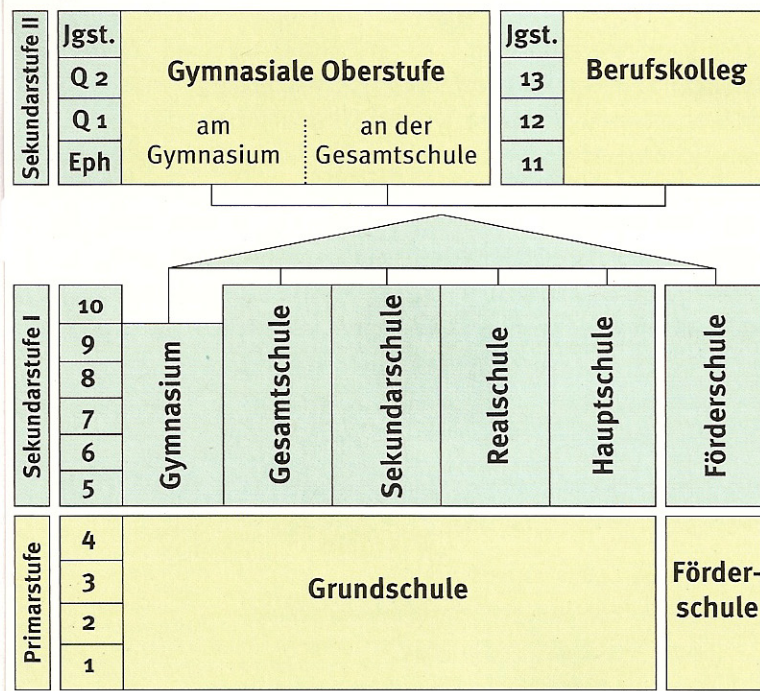 Sekundarstufe II
Jgst.
Q 2
Q 1
Eph
Gymnasiale Oberstufe
am
Gymnasium
an der
Gesamtschule
Jgst.
13
12
11
Berufskolleg
Sekundarstufe I
10
9
8
7
6
5
Gymnasium
Gesamtschule
Sekundarschule
Realschule
Hauptschule
Förderschule
Primarstufe
4
3
2
1
Grundschule
Förder-
schule